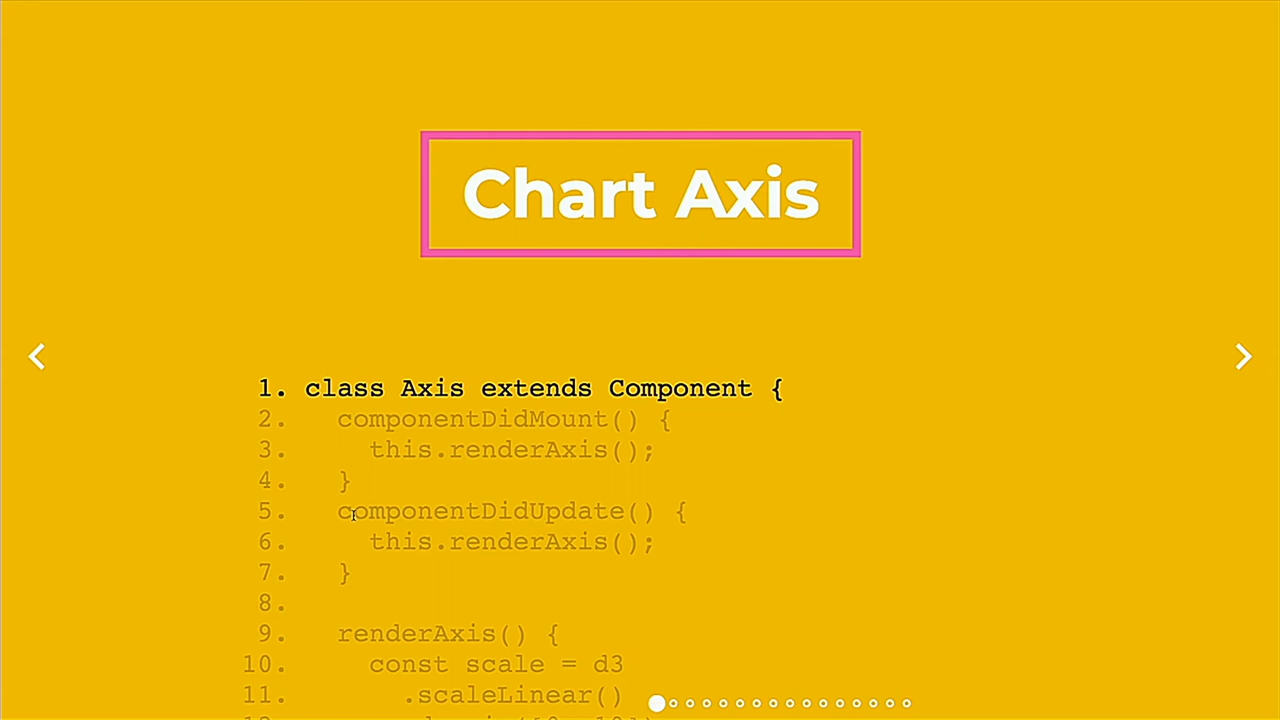 Chart Axis
1. class Axis extends Component {
2. componentDidMount() {
3. this.renderAxis();
4. }
5. componentDidUpdate() {
6. this.renderAxis();
7. }
8.
9. renderAxis() {
10. const scale = d3
11. .scaleLinear()